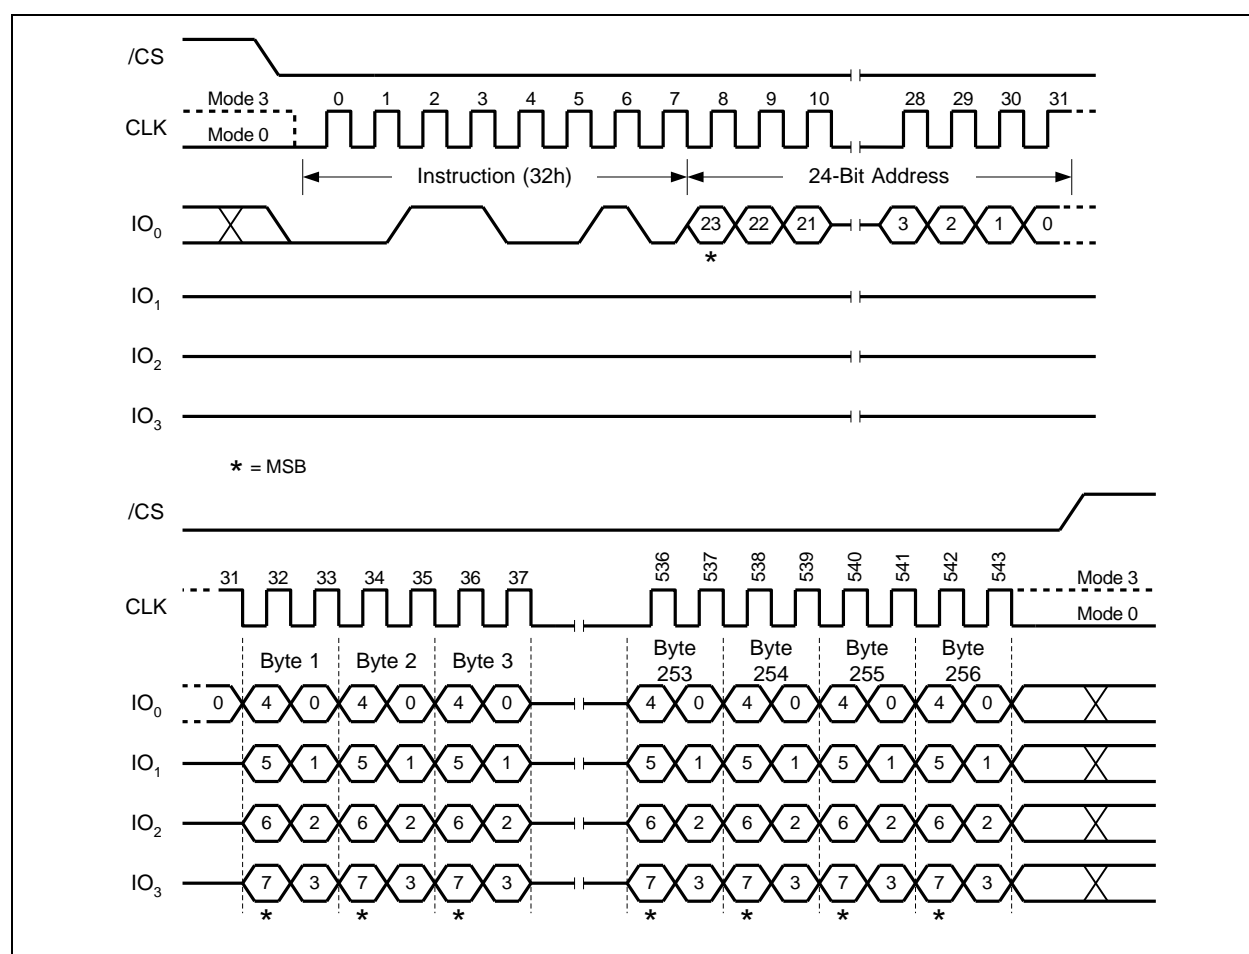 /CS
Mode 3 0 1 2 3 4 5 6 7 8 9 10 28 29 30 31
CLK
Mode 0
Instruction (32h) 24-Bit Address
IO0 23 22 21 3 2 1 0
*
IO1
IO2
IO3
* = MSB
/CS
31 32 33 34 35 36 37 536 537 538 539 540 541 542 543 Mode 3
CLK
Mode 0
Byte 1 Byte 2 Byte 3 Byte 253 Byte 254 Byte 255 Byte 256
IO0 0 4 0 4 0 4 0 4 0 4 0 4 0 4 0
IO1 5 1 5 1 5 1 5 1 5 1 5 1 5 1
IO2 6 2 6 2 6 2 6 2 6 2 6 2 6 2
IO3 7 3 7 3 7 3 7 3 7 3 7 3 7 3
* * * * * * *